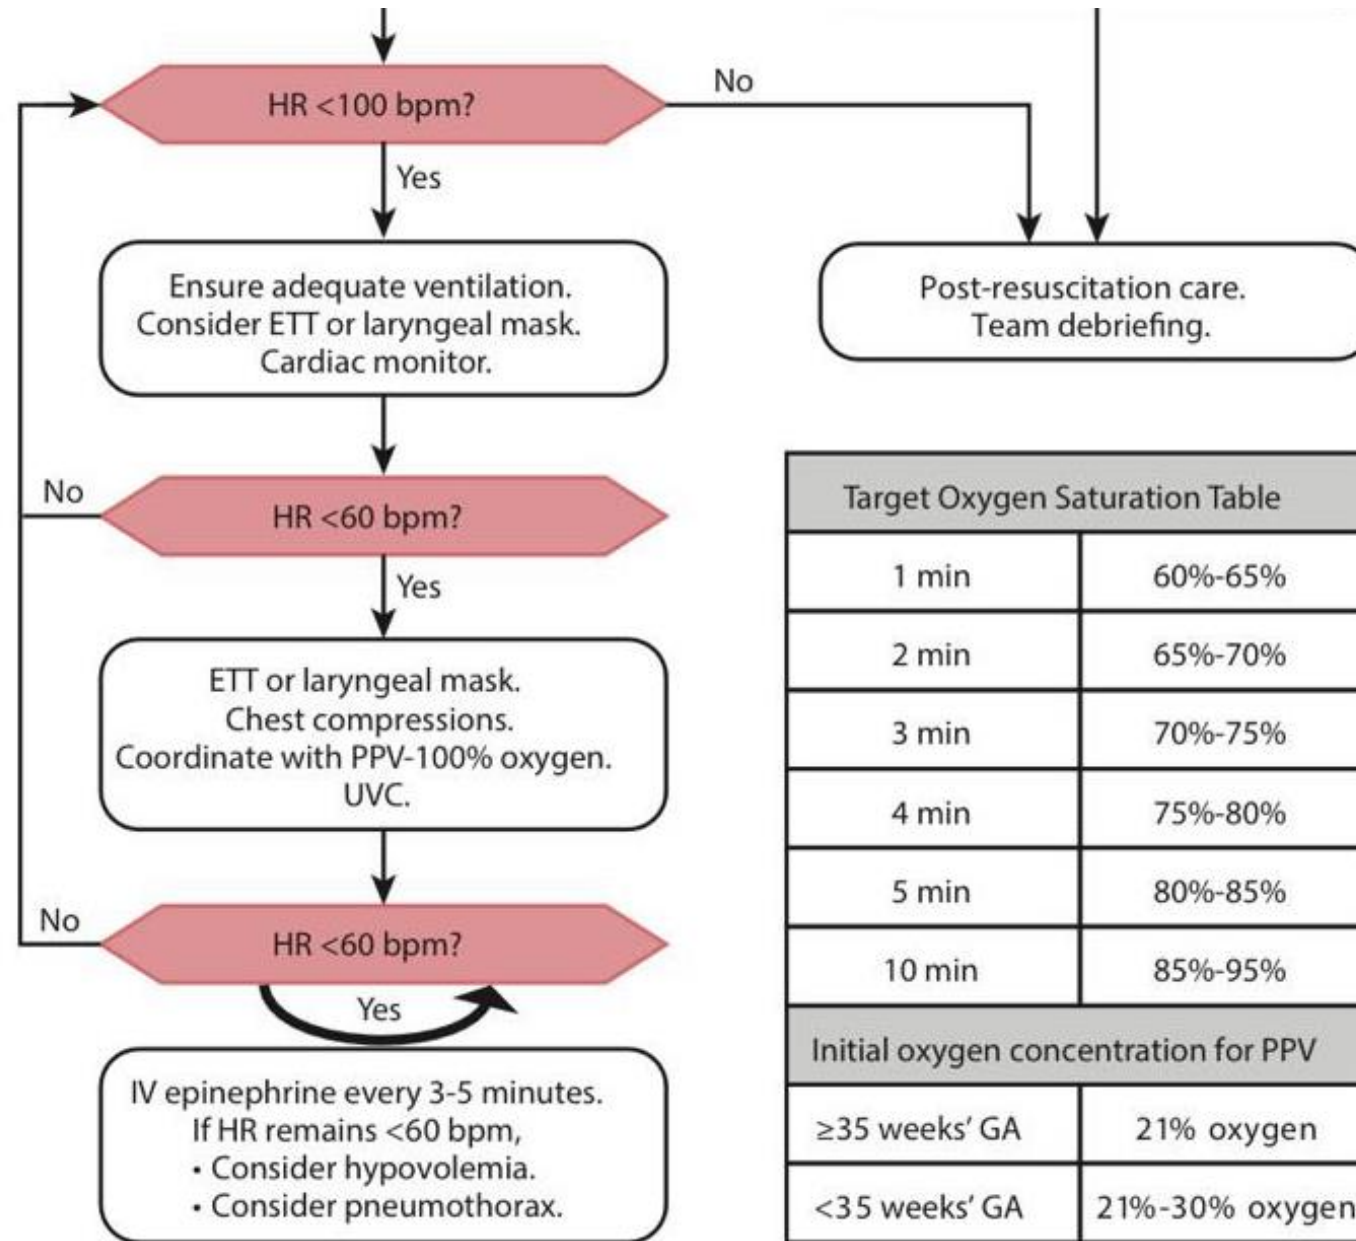 HR <100 bpm?
No
Yes
Ensure adequate ventilation.
Consider ETT or laryngeal mask.
Cardiac monitor.
Post-resuscitation care.
Team debriefing.
No
HR <60 bpm?
Yes
ETT or laryngeal mask.
Chest compressions.
Coordinate with PPV-100% oxygen.
UVC.
No
HR <60 bpm?
Yes
IV epinephrine every 3-5 minutes.
If HR remains <60 bpm,
• Consider hypovolemia.
• Consider pneumothorax.
Target Oxygen Saturation Table
1 min 60%-65%
2 min 65%-70%
3 min 70%-75%
4 min 75%-80%
5 min 80%-85%
10 min 85%-95%
Initial oxygen concentration for PPV
≥35 weeks' GA 21% oxygen
<35 weeks' GA 21%-30% oxygen